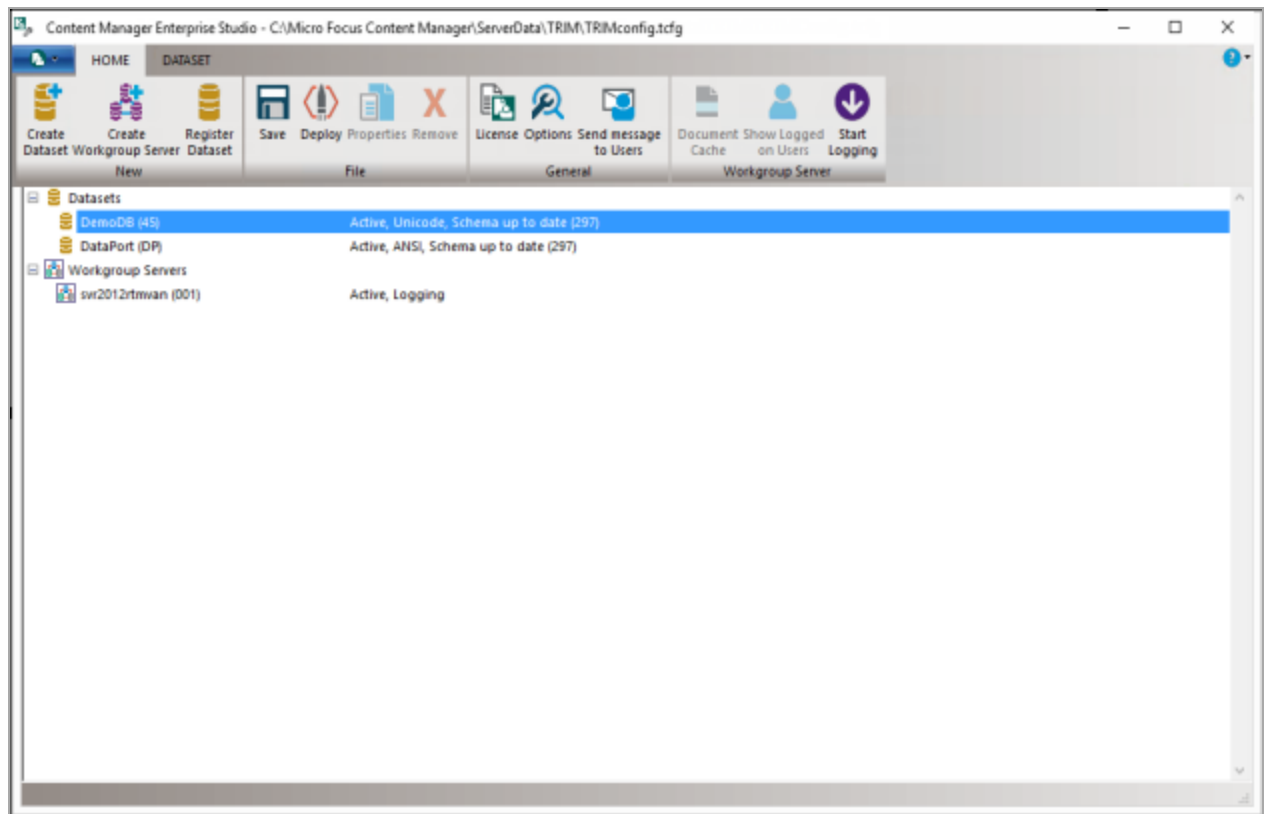 Content Manager Enterprise Studio - C:\Micro Focus Content Manager\ServerData\TRIM\TRIMconfig.tcfg
HOME DATASET
Create Dataset Create Workgroup Server Register Dataset Save Deploy Properties Remove License Options Send message to Users Document Cache Show Logged on Users Start Logging
New File General Workgroup Server
Datasets
DemoDB (45) Active, Unicode, Schema up to date (297)
DataPort (DP) Active, ANSI, Schema up to date (297)
Workgroup Servers
svr2012rtmvan (001) Active, Logging